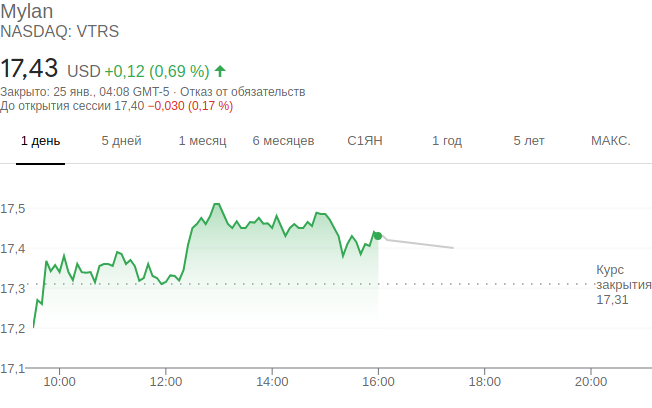 Mylan
NASDAQ: VTRS
17,43 USD +0,12 (0,69 %)
Закрыто: 25 янв., 04:08 GMT-5 · Отказ от обязательств
До открытия сессии 17,40 −0,030 (0,17 %)
1 день 5 дней 1 месяц 6 месяцев С1ЯН 1 год 5 лет МАКС.
17,5
17,4
17,3
17,2
17,1
Курс
закрытия
17,31
10:00 12:00 14:00 16:00 18:00 20:00